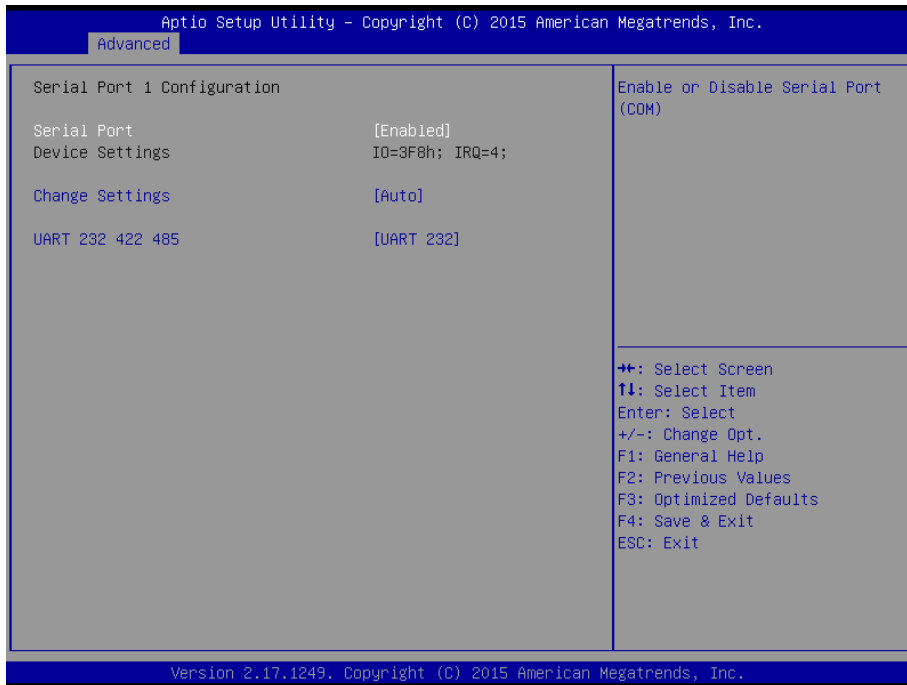 Aptio Setup Utility – Copyright (C) 2015 American Megatrends, Inc.
Advanced
Serial Port 1 Configuration
Serial Port [Enabled]
Device Settings IO=3F8h; IRQ=4;
Change Settings [Auto]
UART 232 422 485 [UART 232]
Enable or Disable Serial Port
(COM)
→←: Select Screen
↑↓: Select Item
Enter: Select
+/-: Change Opt.
F1: General Help
F2: Previous Values
F3: Optimized Defaults
F4: Save & Exit
ESC: Exit
Version 2.17.1249. Copyright (C) 2015 American Megatrends, Inc.